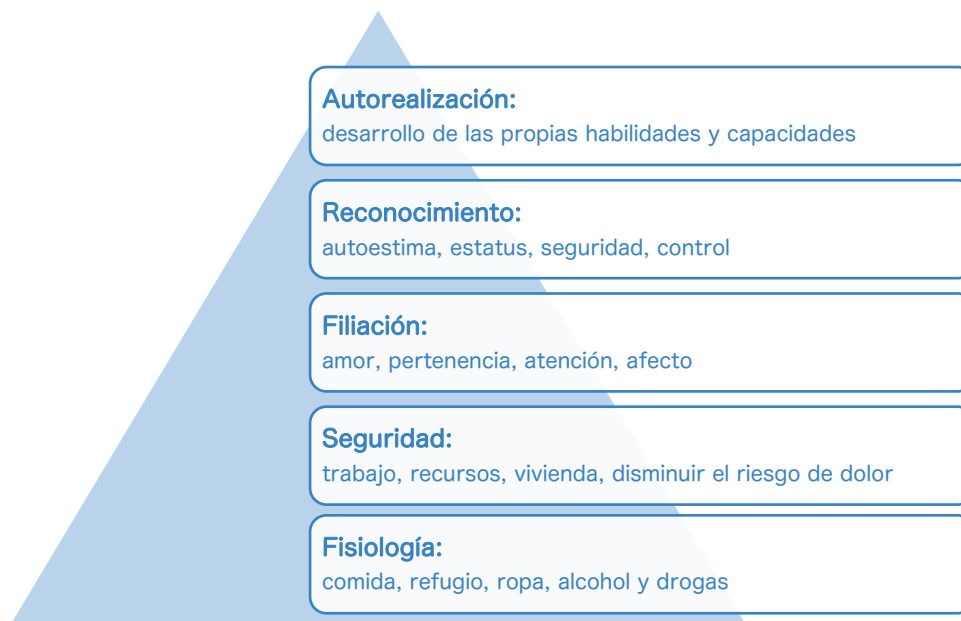 Autorealización:
desarrollo de las propias habilidades y capacidades
Reconocimiento:
autoestima, estatus, seguridad, control
Filiación:
amor, pertenencia, atención, afecto
Seguridad:
trabajo, recursos, vivienda, disminuir el riesgo de dolor
Fisiología:
comida, refugio, ropa, alcohol y drogas